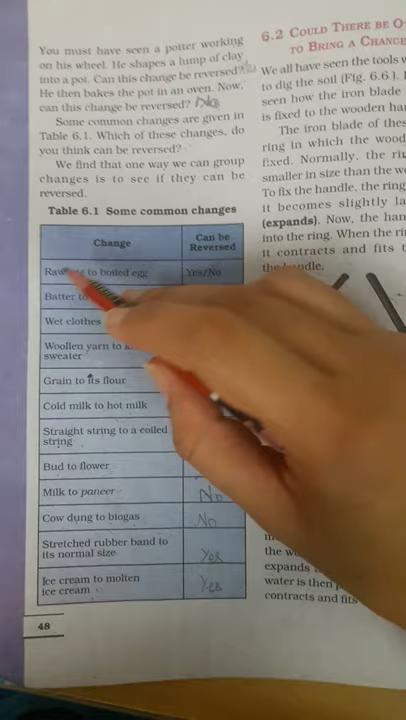 You must have seen a potter working
on his wheel. He shapes a lump of clay
into a pot. Can this change be reversed?
He then bakes the pot in an oven. Now,
can this change be reversed? No
Some common changes are given in
Table 6.1. Which of these changes, do
you think can be reversed?
We find that one way we can group
changes is to see if they can be
reversed.
Table 6.1 Some common changes
Change
Can be
Reversed
Raw to boiled egg
Yes/No
Batter to
Wet clothes
Woollen yarn to
sweater
Grain to its flour
Cold milk to hot milk
Straight string to a coiled
string
Bud to flower
Milk to paneer
No
Cow dung to biogas
No
Stretched rubber band to
its normal size
Yes
Ice cream to molten
ice cream
Yes
48
6.2 COULD THERE BE
TO BRING A CHANGE
We all have seen the tools
to dig the soil (Fig. 6.6).
seen how the iron blade
is fixed to the wooden
The iron blade of
ring in which the
fixed. Normally, the
smaller in size than the
To fix the handle, the ring
it becomes slightly
(expands). Now, the
into the ring. When the
it contracts and fits
the handle.
the
expands
water is then
contracts and fits